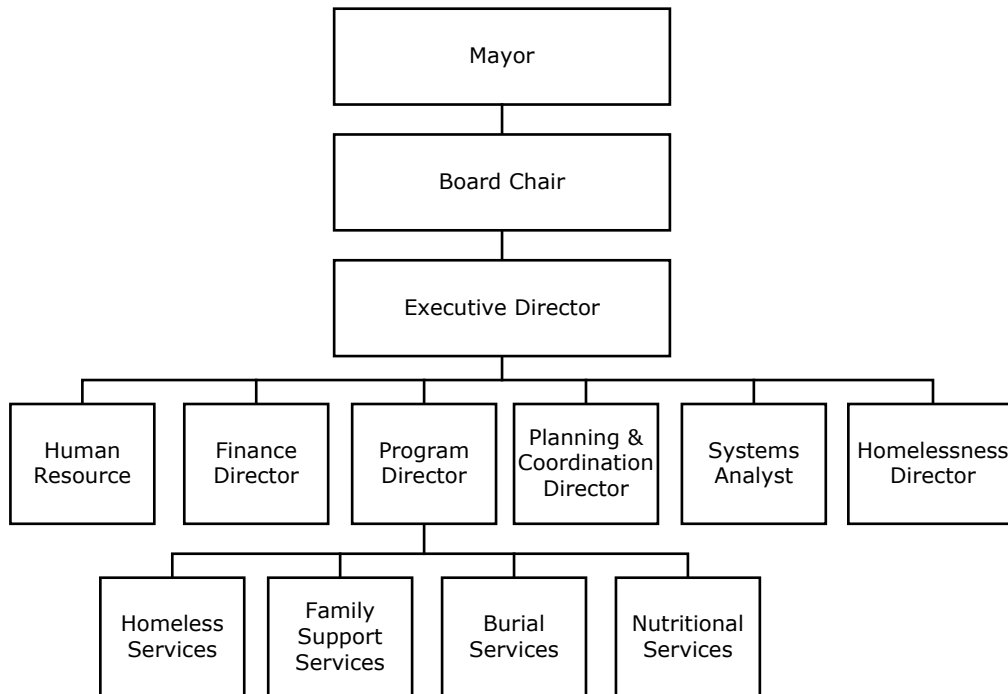 Mayor
Board Chair
Executive Director
Human
Resource
Finance
Director
Program
Director
Planning &
Coordination
Director
Systems
Analyst
Homelessness
Director
Homeless
Services
Family
Support
Services
Burial
Services
Nutritional
Services